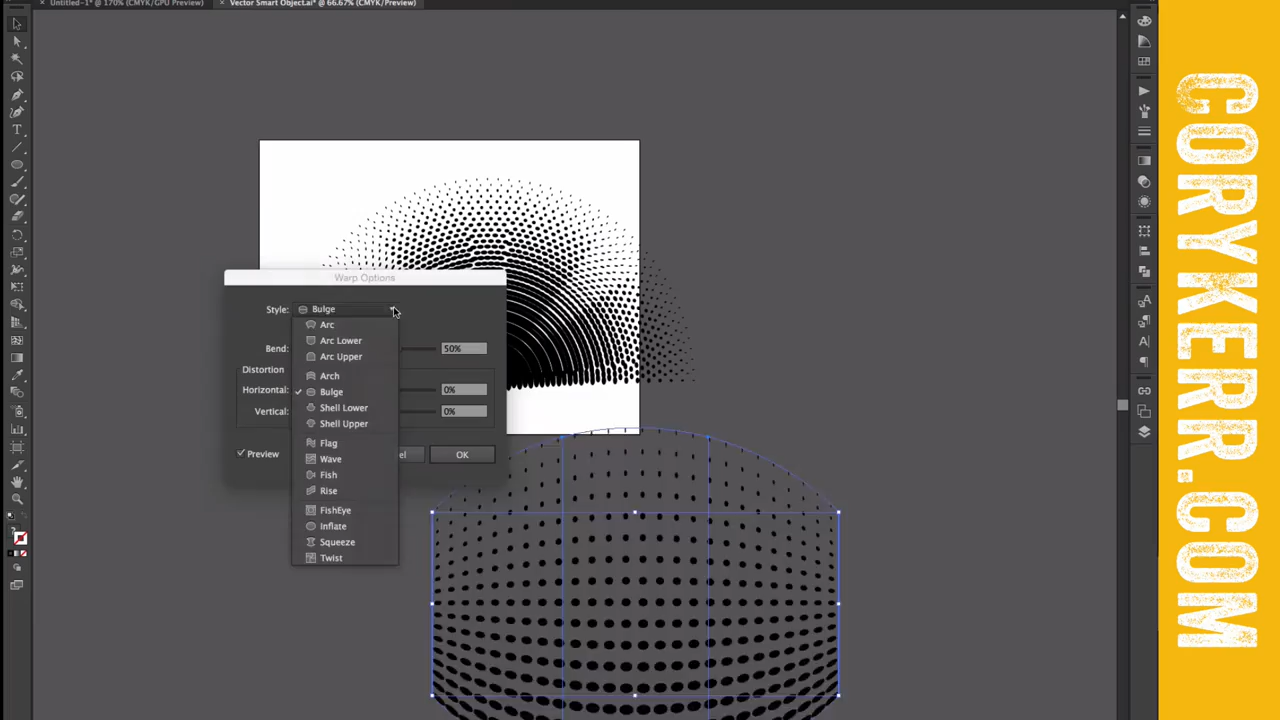 Untitled-1* @ 170% (CMYK/GPU Preview)
Vector Smart Object.ai* @ 66.67% (CMYK/Preview)
Warp Options
Style: Bulge
Arc
Arc Lower
Arc Upper
Arch
Bulge
Shell Lower
Shell Upper
Flag
Wave
Fish
Rise
FishEye
Inflate
Squeeze
Twist
Bend: 50%
Distortion
Horizontal: 0%
Vertical: 0%
Preview
el
OK
CORYKERR.COM